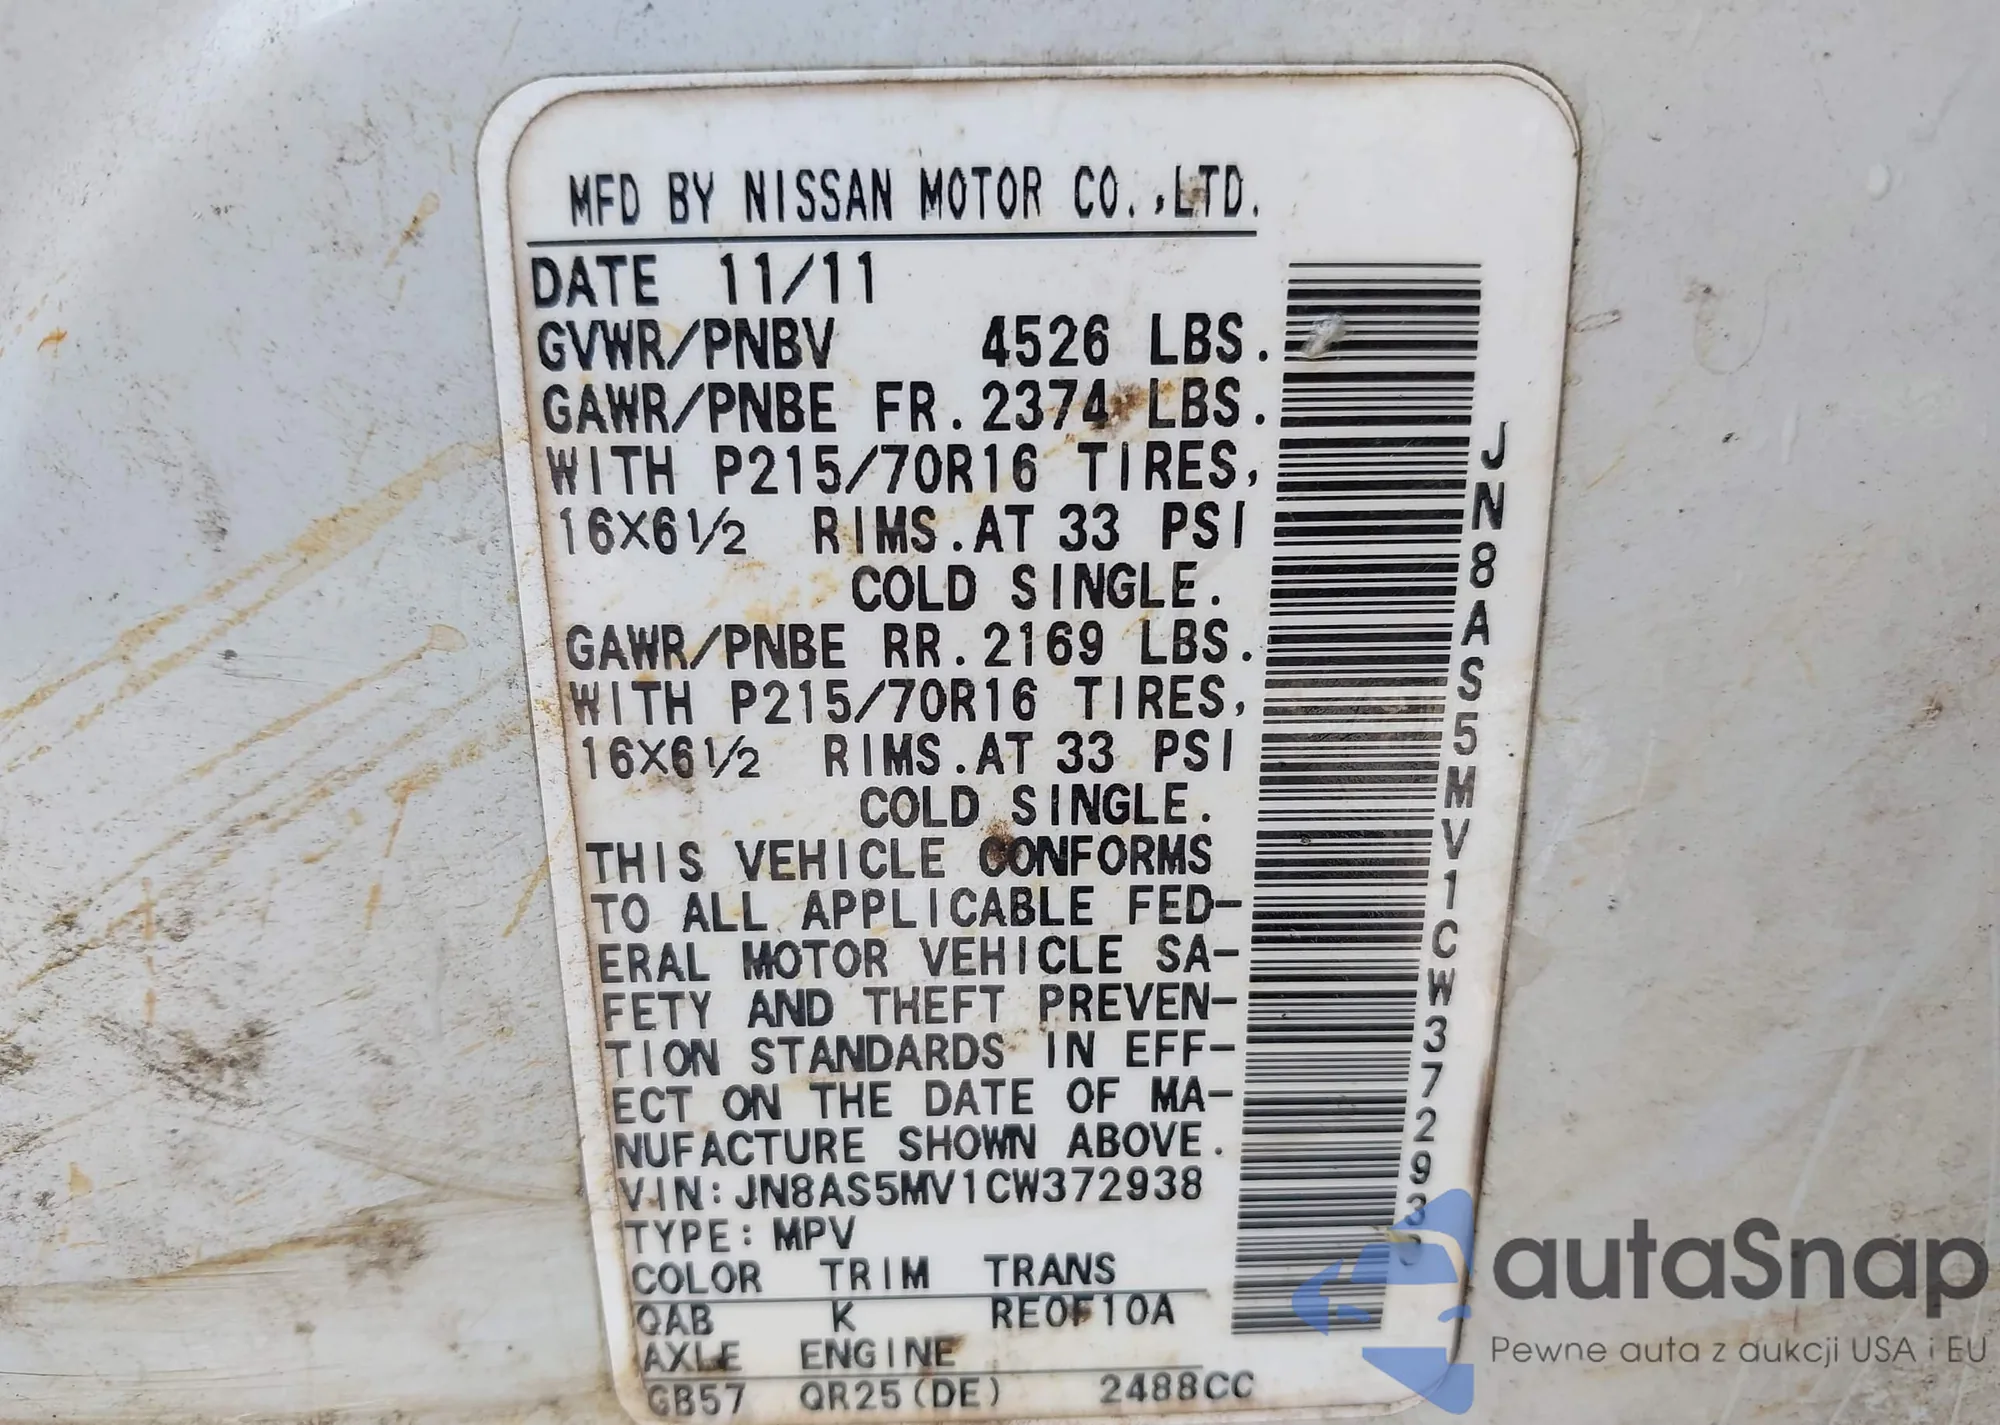 MFD BY NISSAN MOTOR CO.,LTD.
DATE 11/11
GVWR/PNBV 4526 LBS.
GAWR/PNBE FR. 2374 LBS.
WITH P215/70R16 TIRES,
16X6½ RIMS.AT 33 PSI
COLD SINGLE.
GAWR/PNBE RR. 2169 LBS.
WITH P215/70R16 TIRES,
16X6½ RIMS.AT 33 PSI
COLD SINGLE.
THIS VEHICLE CONFORMS
TO ALL APPLICABLE FED-
ERAL MOTOR VEHICLE SA-
FETY AND THEFT PREVEN-
TION STANDARDS IN EFF-
ECT ON THE DATE OF MA-
NUFACTURE SHOWN ABOVE.
VIN: JN8AS5MV1CW372938
TYPE: MPV
COLOR TRIM TRANS
QAB K RE0F10A
AXLE ENGINE
GB57 QR25(DE) 2488CC
JN8AS5MV1CW372938
autaSnap
Pewne auta z aukcji USA i EU